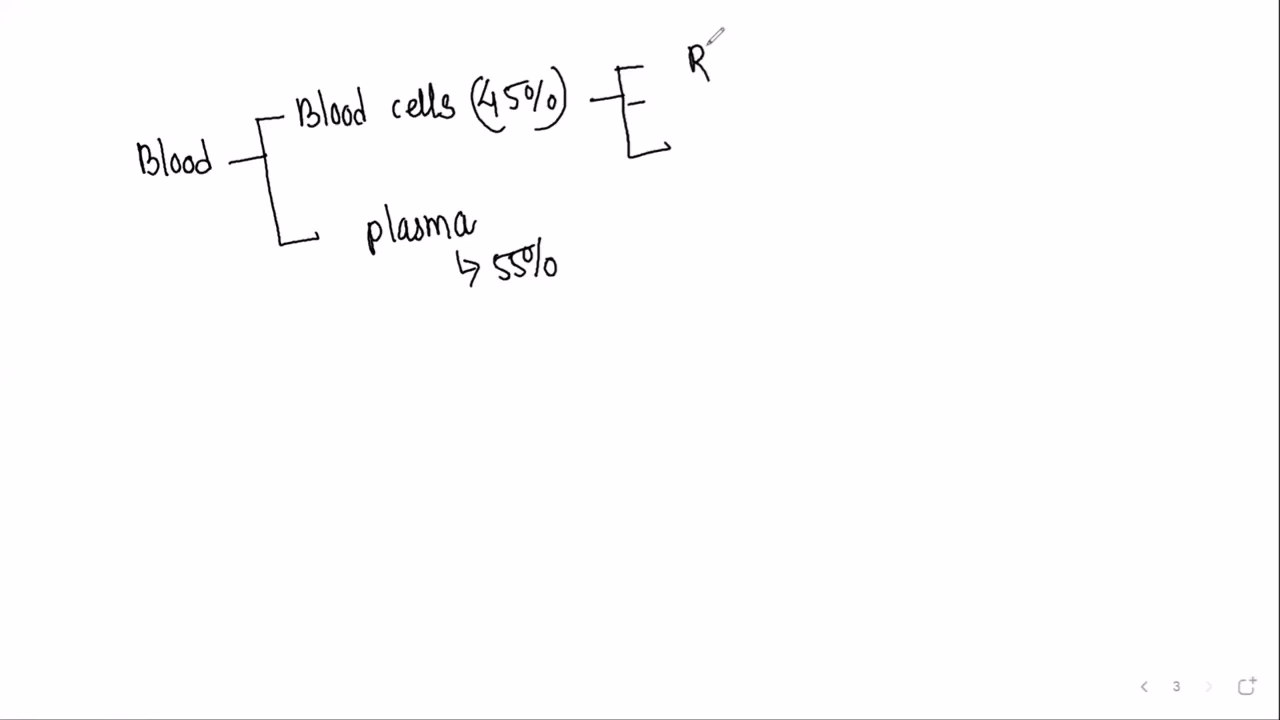 R
Blood cells (45%)
Blood
plasma
↳ 55%
3